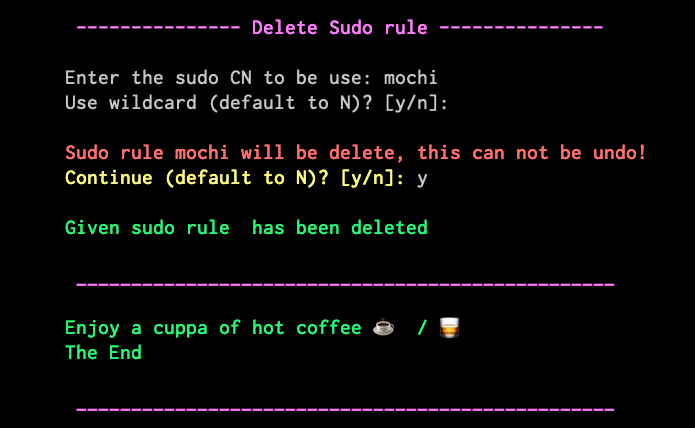 --------------- Delete Sudo rule ---------------
Enter the sudo CN to be use: mochi
Use wildcard (default to N)? [y/n]:
Sudo rule mochi will be delete, this can not be undo!
Continue (default to N)? [y/n]: y
Given sudo rule  has been deleted
-------------------------------------------------
Enjoy a cuppa of hot coffee ☕  / 🥃
The End
-------------------------------------------------